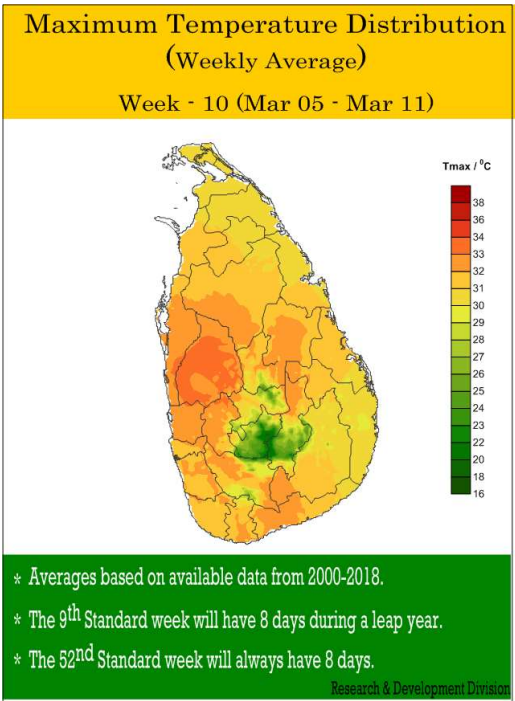 Maximum Temperature Distribution
(Weekly Average)
Week - 10 (Mar 05 - Mar 11)
Tmax / ⁰C
38
36
34
33
32
31
30
29
28
27
26
25
24
23
22
20
18
16
* Averages based on available data from 2000-2018.
* The 9th Standard week will have 8 days during a leap year.
* The 52nd Standard week will always have 8 days.
Research & Development Division